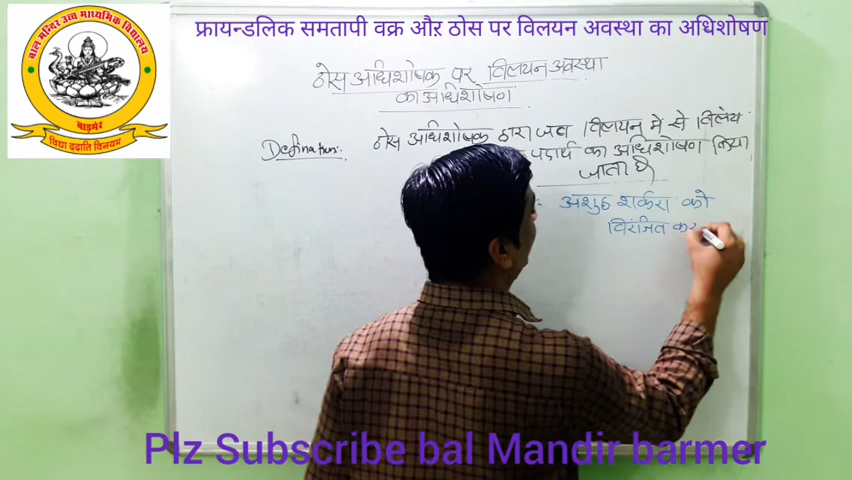 फ्रायन्डलिक समतापी वक्र औऱ ठोस पर विलयन अवस्था का अधिशोषण
बाल मन्दिर उच्च माध्यमिक विद्यालय
बाड़मेर
विद्या ददाति विनयम
ठोस अधिशोषक पर विलयन अवस्था
का अधिशोषण
Defination:-
ठोस अधिशोषक द्वारा जब विलयन में से विलेय
पदार्थ का अधिशोषण किया
जाता है
अशुद्ध शर्करा को
विरंजित कर
Plz Subscribe bal Mandir barmer